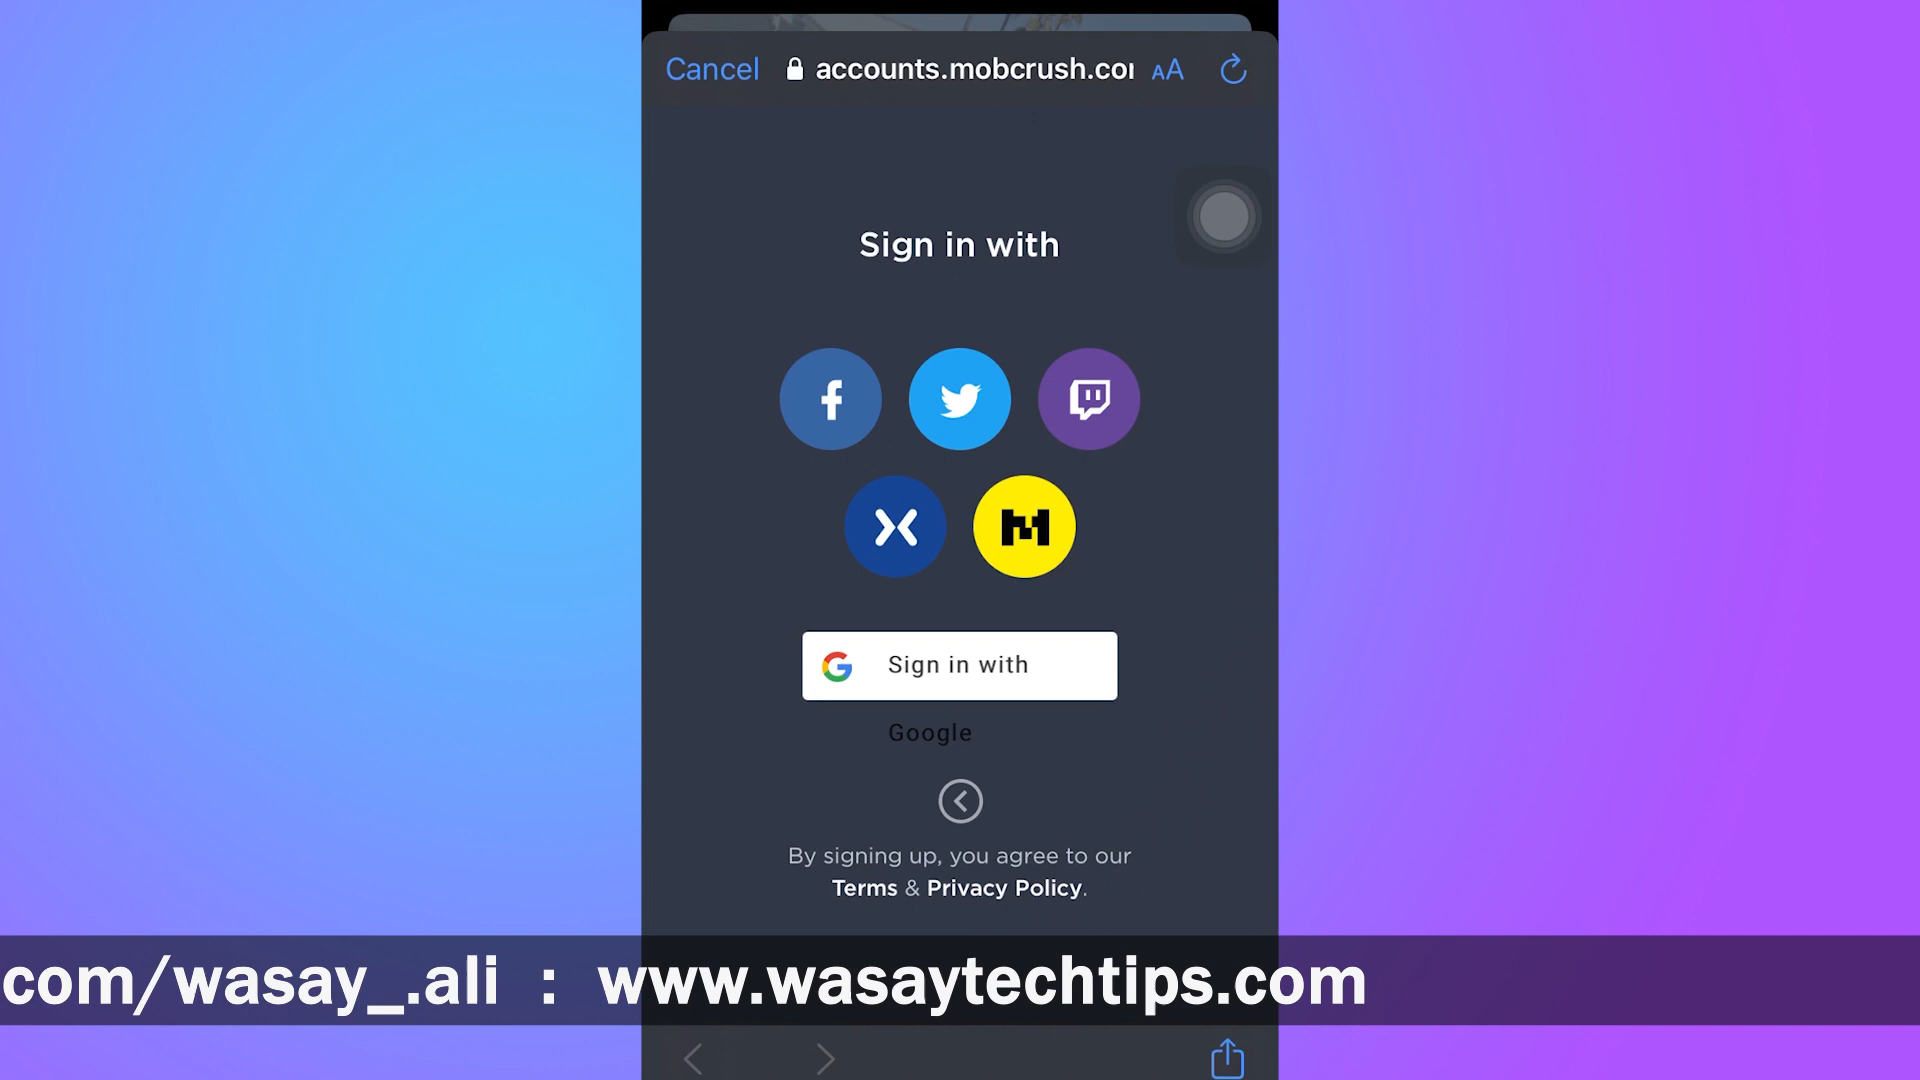 Cancel accounts.mobcrush.co AA
Sign in with
Sign in with
Google
By signing up, you agree to our
Terms & Privacy Policy.
com/wasay_.ali : www.wasaytechtips.com